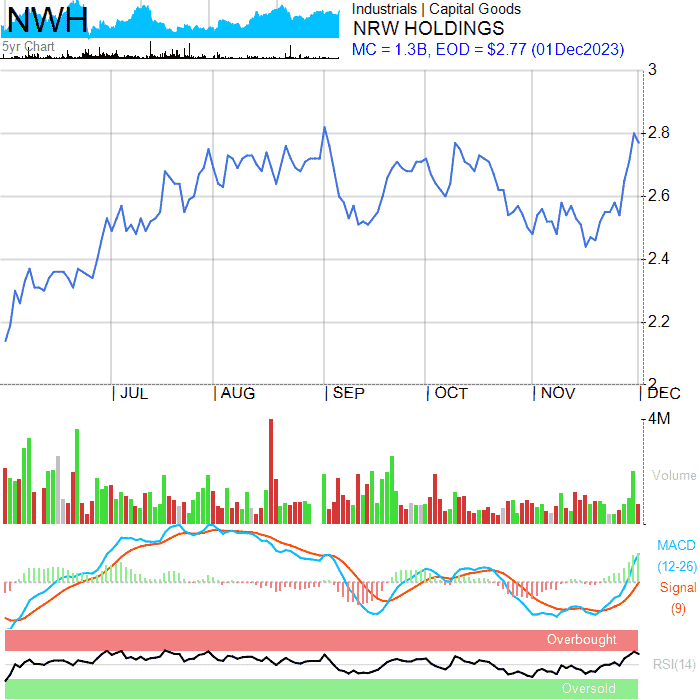 NWH
5yr Chart
Industrials | Capital Goods
NRW HOLDINGS
MC = 1.3B, EOD = $2.77 (01Dec2023)
3
2.8
2.6
2.4
2.2
2
JUL
AUG
SEP
OCT
NOV
DEC
4M
Volume
MACD
(12-26)
Signal
(9)
Overbought
RSI(14)
Oversold